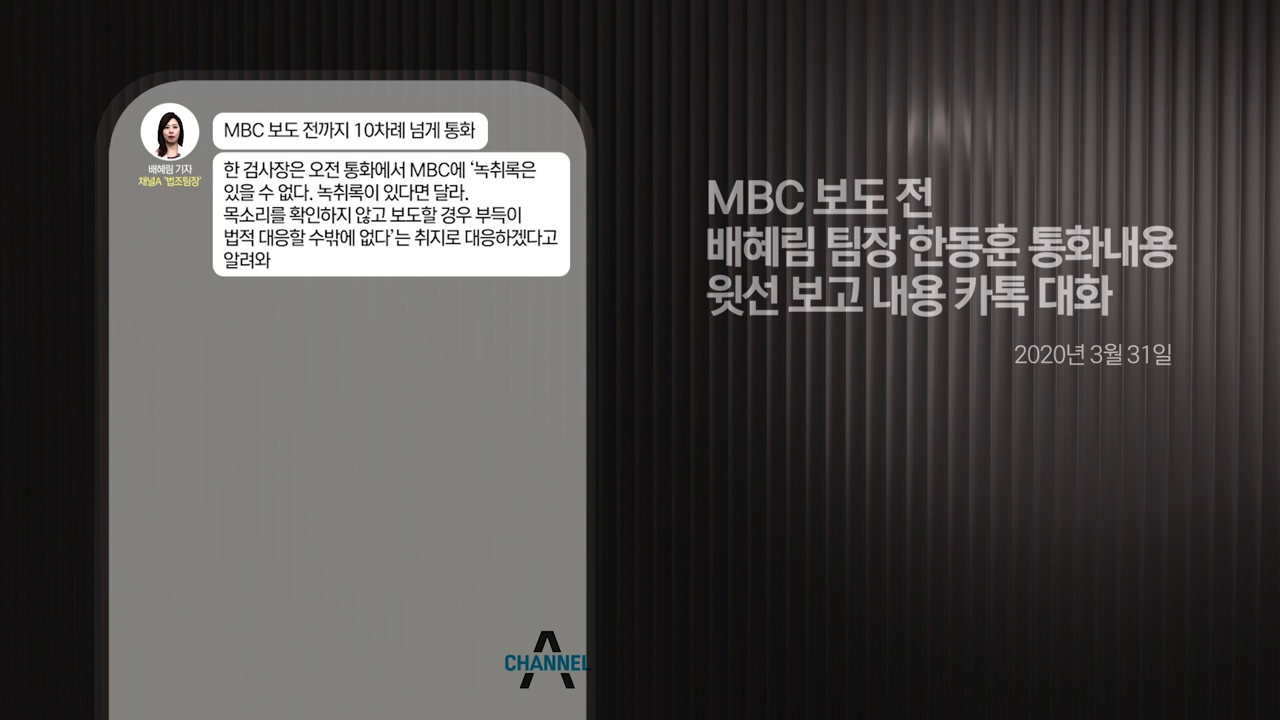 배혜림 기자
채널A '법조팀장'
MBC 보도 전까지 10차례 넘게 통화
한 검사장은 오전 통화에서 MBC에 ‘녹취록은
있을 수 없다. 녹취록이 있다면 달라.
목소리를 확인하지 않고 보도할 경우 부득이
법적 대응할 수밖에 없다’는 취지로 대응하겠다고
알려와
MBC 보도 전
배혜림 팀장 한동훈 통화내용
윗선 보고 내용 카톡 대화
2020년 3월 31일
CHANNEL A